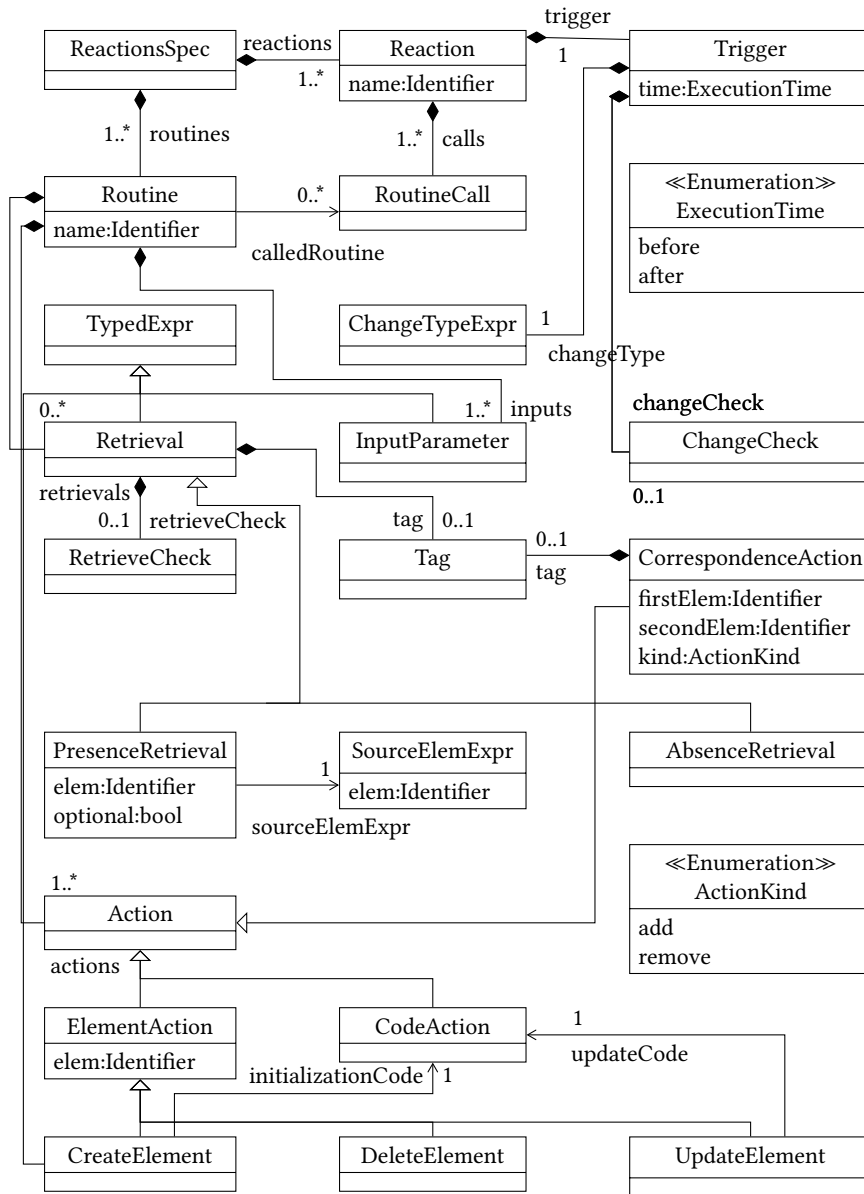 trigger
ReactionsSpec
reactions
Reaction
Trigger
1..*
name:Identifier
1
time:ExecutionTime
1..*
routines
1..*
calls
Routine
0..*
RoutineCall
≪Enumeration≫
ExecutionTime
name:Identifier
calledRoutine
before
after
TypedExpr
ChangeTypeExpr
1
changeType
0..*
1..*
inputs
changeCheck
Retrieval
InputParameter
ChangeCheck
retrievals
0..1
0..1
retrieveCheck
tag
0..1
RetrieveCheck
Tag
0..1
tag
CorrespondenceAction
firstElem:Identifier
secondElem:Identifier
kind:ActionKind
PresenceRetrieval
SourceElemExpr
AbsenceRetrieval
elem:Identifier
optional:bool
1
elem:Identifier
sourceElemExpr
≪Enumeration≫
ActionKind
1..*
Action
add
remove
actions
ElementAction
CodeAction
1
elem:Identifier
initializationCode
1
updateCode
CreateElement
DeleteElement
UpdateElement